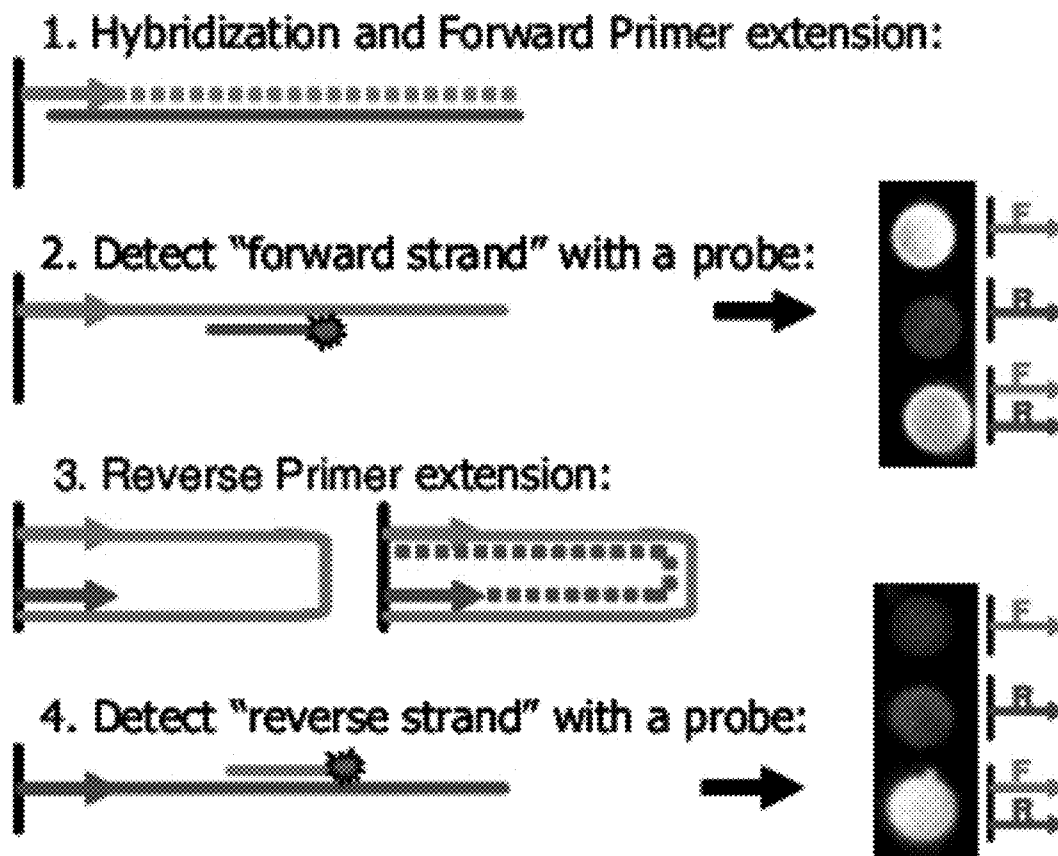 1. Hybridization and Forward Primer extension:
2. Detect “forward strand” with a probe:
F
R
F
R
3. Reverse Primer extension:
4. Detect “reverse strand” with a probe:
F
R
F
R